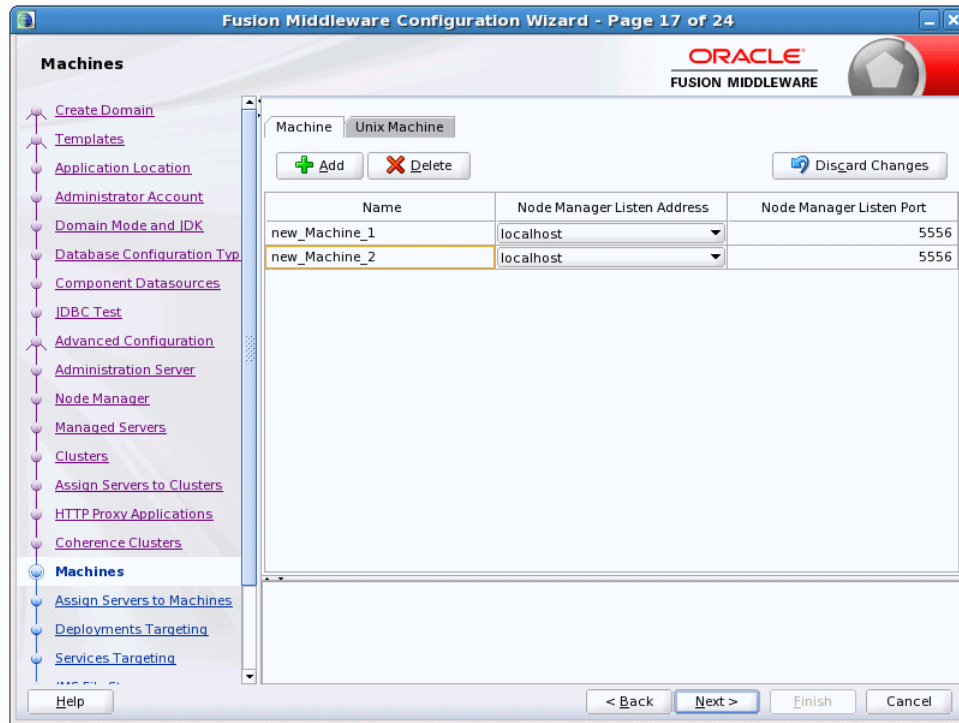 Fusion Middleware Configuration Wizard - Page 17 of 24
Machines
ORACLE
FUSION MIDDLEWARE
Create Domain
Templates
Application Location
Administrator Account
Domain Mode and JDK
Database Configuration Typ
Component Datasources
JDBC Test
Advanced Configuration
Administration Server
Node Manager
Managed Servers
Clusters
Assign Servers to Clusters
HTTP Proxy Applications
Coherence Clusters
Machines
Assign Servers to Machines
Deployments Targeting
Services Targeting
Machine Unix Machine
Add Delete Discard Changes
Name Node Manager Listen Address Node Manager Listen Port
new_Machine_1 localhost 5556
new_Machine_2 localhost 5556
Help < Back Next > Finish Cancel